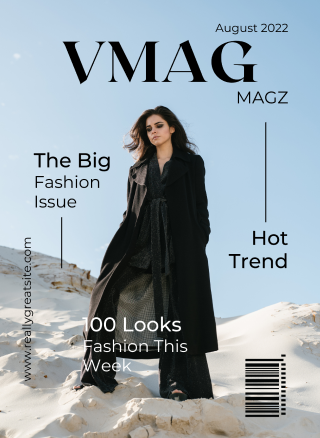 August 2022
VMAG
MAGZ
The Big
Fashion
Issue
Hot
Trend
www.reallygreatsite.com
100 Looks
Fashion This
Week